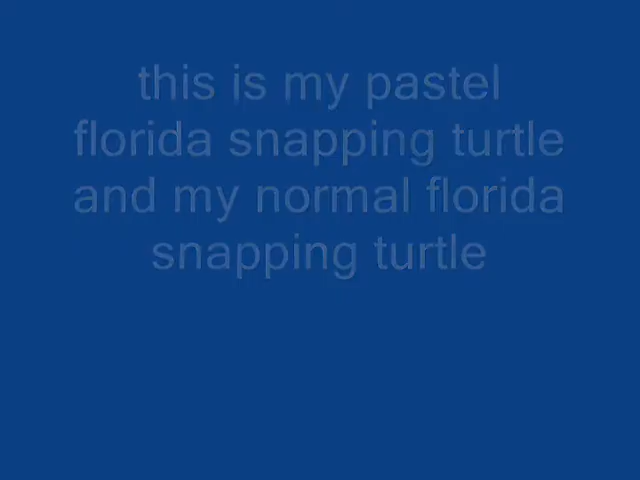 this is my pastel
florida snapping turtle
and my normal florida
snapping turtle